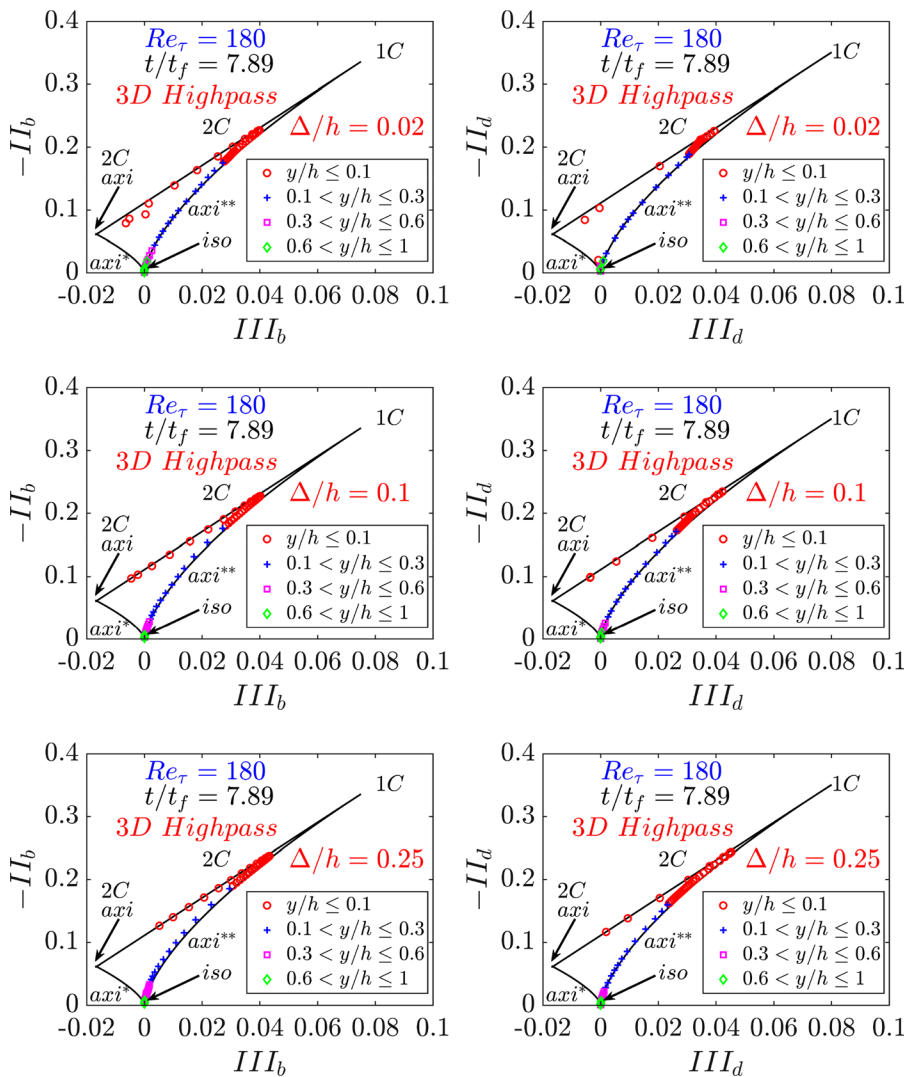 0.4
0.3
0.2
0.1
0
-0.02 0 0.02 0.04 0.06 0.08 0.1
−II_b
III_b
Re_τ = 180
t/t_f = 7.89
3D Highpass
Δ/h = 0.02
1C
2C
2C
axi
axi*
axi**
iso
y/h ≤ 0.1
0.1 < y/h ≤ 0.3
0.3 < y/h ≤ 0.6
0.6 < y/h ≤ 1
0.4
0.3
0.2
0.1
0
-0.02 0 0.02 0.04 0.06 0.08 0.1
−II_d
III_d
Re_τ = 180
t/t_f = 7.89
3D Highpass
Δ/h = 0.02
1C
2C
2C
axi
axi*
axi**
iso
y/h ≤ 0.1
0.1 < y/h ≤ 0.3
0.3 < y/h ≤ 0.6
0.6 < y/h ≤ 1
0.4
0.3
0.2
0.1
0
-0.02 0 0.02 0.04 0.06 0.08 0.1
−II_b
III_b
Re_τ = 180
t/t_f = 7.89
3D Highpass
Δ/h = 0.1
1C
2C
2C
axi
axi*
axi**
iso
y/h ≤ 0.1
0.1 < y/h ≤ 0.3
0.3 < y/h ≤ 0.6
0.6 < y/h ≤ 1
0.4
0.3
0.2
0.1
0
-0.02 0 0.02 0.04 0.06 0.08 0.1
−II_d
III_d
Re_τ = 180
t/t_f = 7.89
3D Highpass
Δ/h = 0.1
1C
2C
2C
axi
axi*
axi**
iso
y/h ≤ 0.1
0.1 < y/h ≤ 0.3
0.3 < y/h ≤ 0.6
0.6 < y/h ≤ 1
0.4
0.3
0.2
0.1
0
-0.02 0 0.02 0.04 0.06 0.08 0.1
−II_b
III_b
Re_τ = 180
t/t_f = 7.89
3D Highpass
Δ/h = 0.25
1C
2C
2C
axi
axi*
axi**
iso
y/h ≤ 0.1
0.1 < y/h ≤ 0.3
0.3 < y/h ≤ 0.6
0.6 < y/h ≤ 1
0.4
0.3
0.2
0.1
0
-0.02 0 0.02 0.04 0.06 0.08 0.1
−II_d
III_d
Re_τ = 180
t/t_f = 7.89
3D Highpass
Δ/h = 0.25
1C
2C
2C
axi
axi*
axi**
iso
y/h ≤ 0.1
0.1 < y/h ≤ 0.3
0.3 < y/h ≤ 0.6
0.6 < y/h ≤ 1